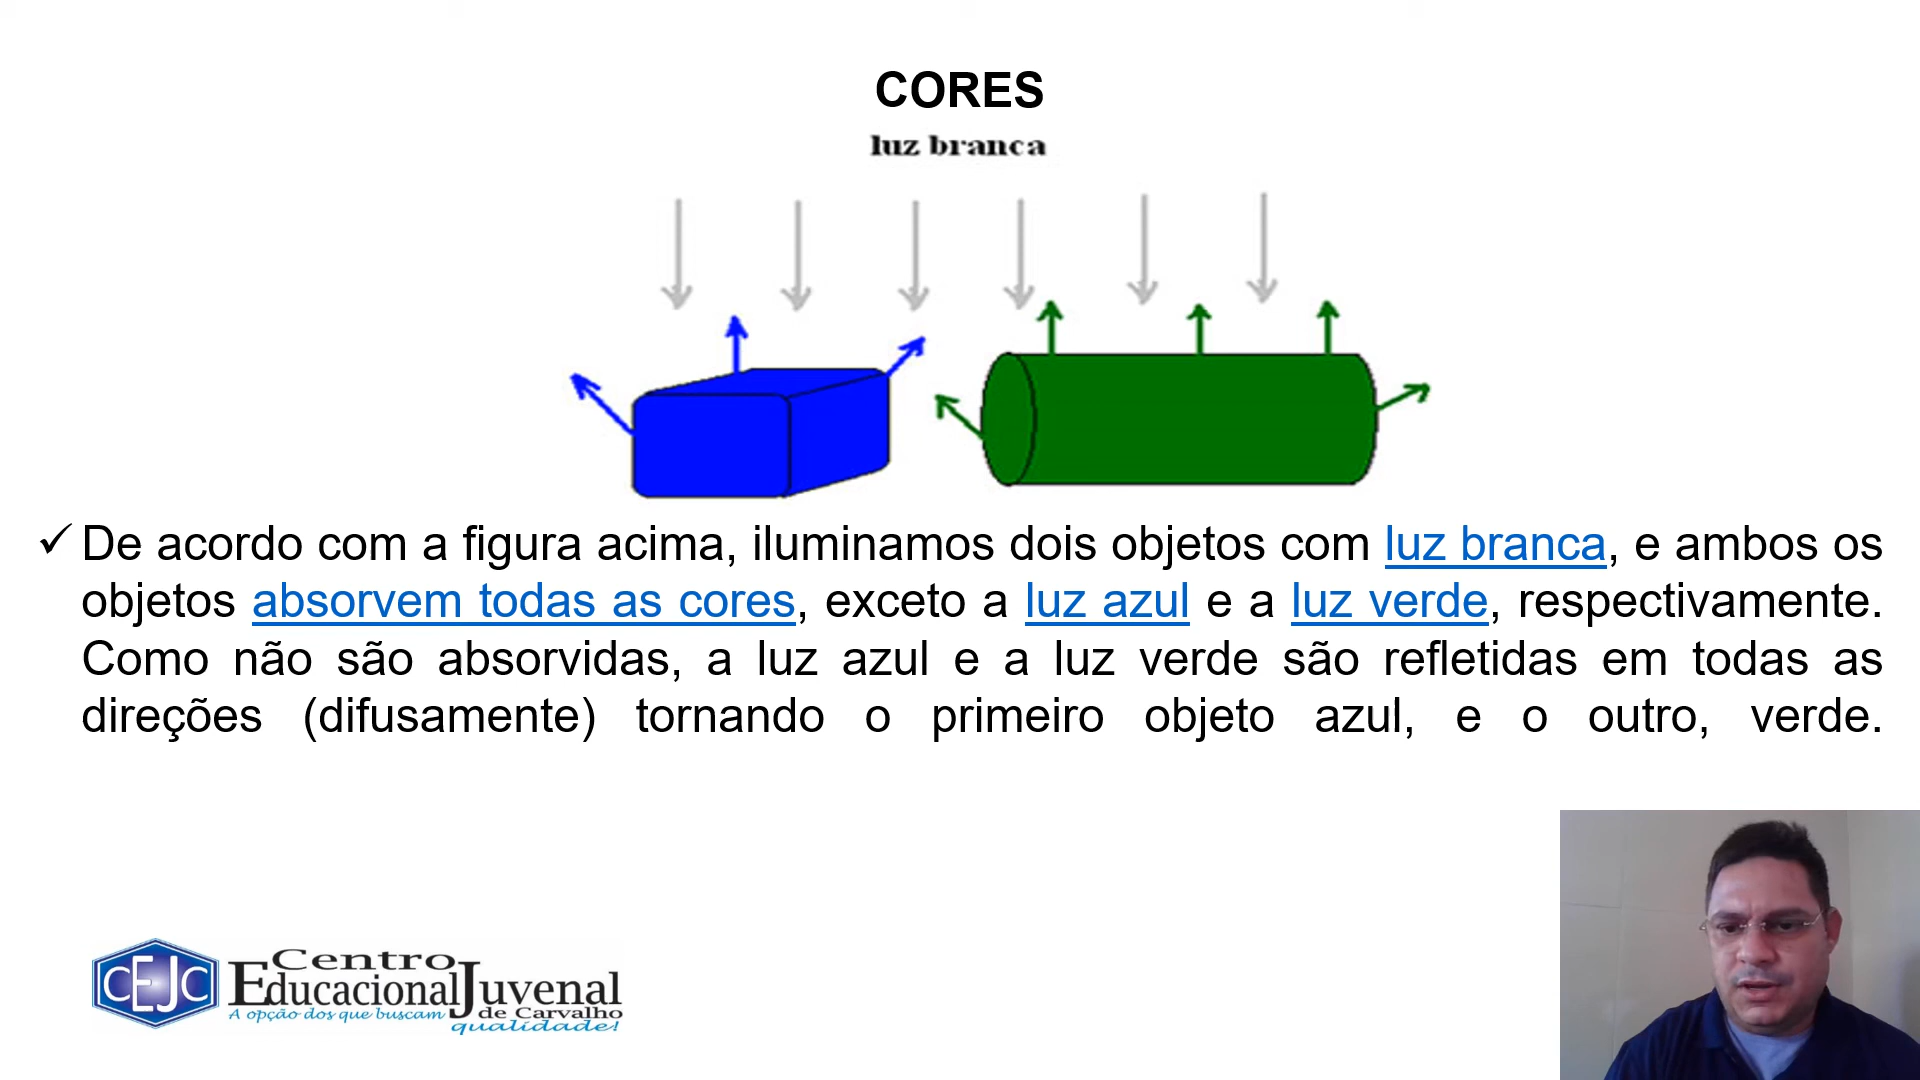 CORES
luz branca
✓ De acordo com a figura acima, iluminamos dois objetos com luz branca, e ambos os
objetos absorvem todas as cores, exceto a luz azul e a luz verde, respectivamente.
Como não são absorvidas, a luz azul e a luz verde são refletidas em todas as
direções (difusamente) tornando o primeiro objeto azul, e o outro, verde.
CEJC
Centro
Educacional Juvenal
de Carvalho
A opção dos que buscam
qualidade!